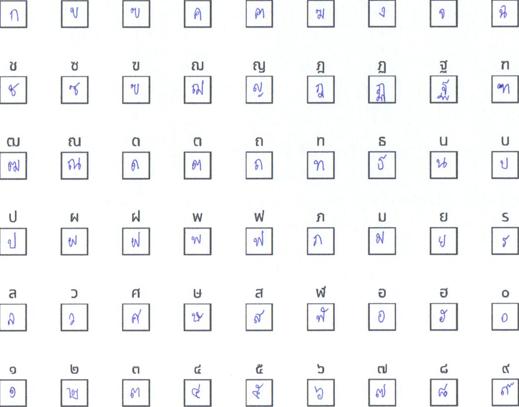 ก ข ฃ ค ฅ ฆ ง จ ฉ
ช ซ ฃ ฌ ญ ฎ ฏ ฐ ฑ
ช ซ ฃ ฌ ญ ฎ ฏ ฐ ฑ
ฒ ณ ด ต ถ ท ธ น บ
ฒ ณ ด ต ถ ท ธ น บ
ป ผ ฝ พ ฟ ภ ม ย ร
ป ผ ฝ พ ฟ ภ ม ย ร
ล ว ศ ษ ส ฬ อ ฮ ๐
ล ว ศ ษ ส ฬ อ ฮ ๐
๑ ๒ ๓ ๔ ๕ ๖ ๗ ๘ ๙
๑ ๒ ๓ ๔ ๕ ๖ ๗ ๘ ๙